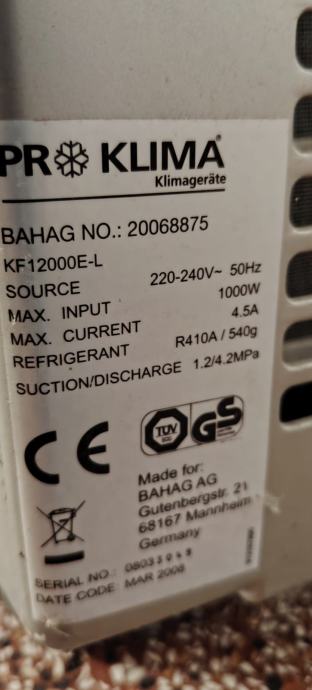 PRO KLIMA
Klimageräte
BAHAG NO.: 20068875
KF12000E-L
SOURCE 220-240V~ 50Hz
MAX. INPUT 1000W
MAX. CURRENT 4.5A
REFRIGERANT R410A / 540g
SUCTION/DISCHARGE 1.2/4.2MPa
CE
TÜV
GS
Made for:
BAHAG AG
Gutenbergstr. 21
68167 Mannheim
Germany
SERIAL NO.:
DATE CODE: MAR 2008